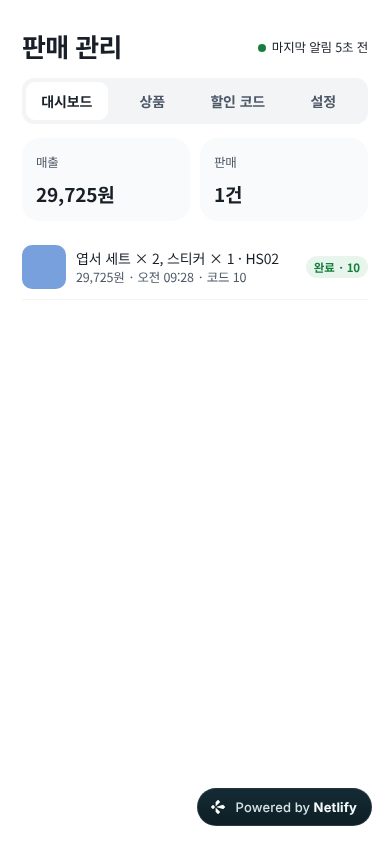 판매 관리
마지막 알림 5초 전
대시보드 상품 할인 코드 설정
매출 판매
29,725원 1건
엽서 세트 × 2, 스티커 × 1 · HS02
29,725원 · 오전 09:28 · 코드 10
완료 · 10
Powered by Netlify